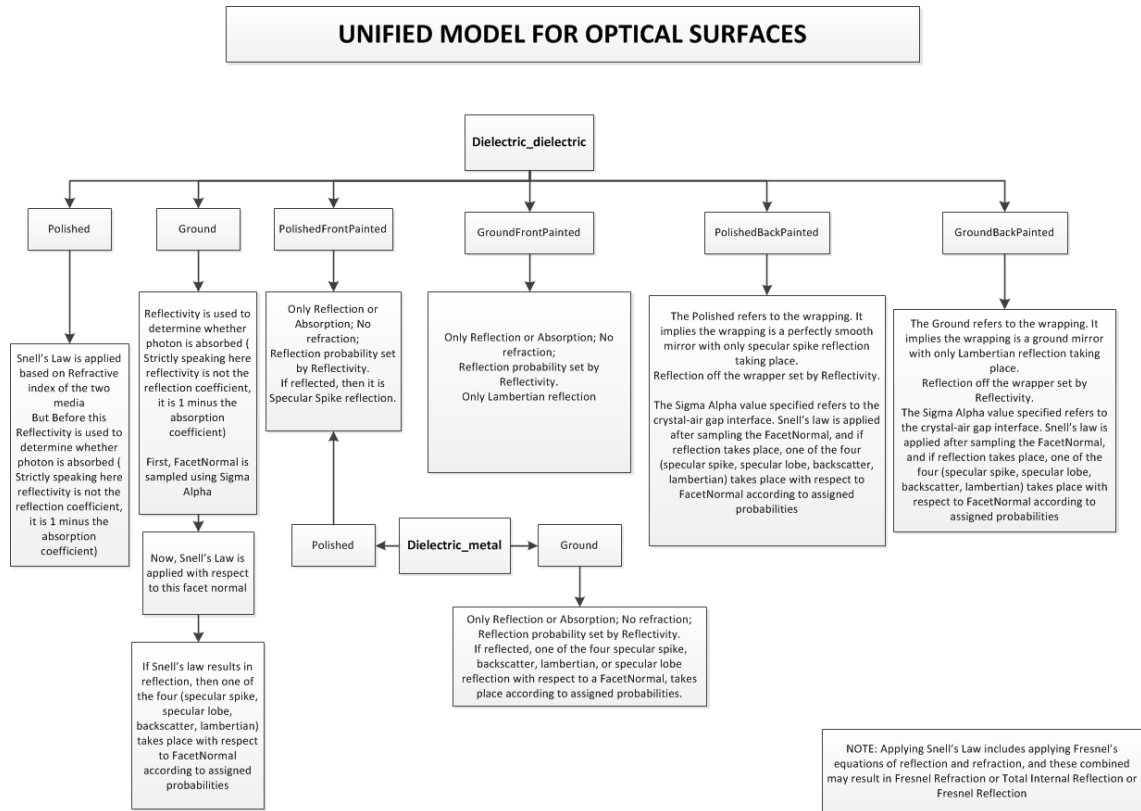 UNIFIED MODEL FOR OPTICAL SURFACES
Dielectric_dielectric
Polished
Ground
PolishedFrontPainted
GroundFrontPainted
PolishedBackPainted
GroundBackPainted
Snell's Law is applied
based on Refractive
index of the two
media
But Before this
Reflectivity is used to
determine whether
photon is absorbed (
Strictly speaking here
reflectivity is not the
reflection coefficient,
it is 1 minus the
absorption
coefficient)
Reflectivity is used to
determine whether
photon is absorbed (
Strictly speaking here
reflectivity is not the
reflection coefficient,
it is 1 minus the
absorption
coefficient)
First, FacetNormal is
sampled using Sigma
Alpha
Now, Snell's Law is
applied with respect
to this facet normal
If Snell's law results in
reflection, then one of
the four (specular spike,
specular lobe,
backscatter, lambertian)
takes place with respect
to FacetNormal
according to assigned
probabilities
Only Reflection or
Absorption; No
refraction;
Reflection probability set
by Reflectivity.
If reflected, then it is
Specular Spike reflection.
Only Reflection or Absorption; No
refraction;
Reflection probability set by
Reflectivity.
Only Lambertian reflection
The Polished refers to the wrapping. It
implies the wrapping is a perfectly smooth
mirror with only specular spike reflection
taking place.
Reflection off the wrapper set by Reflectivity.
The Sigma Alpha value specified refers to the
crystal-air gap interface. Snell's law is applied
after sampling the FacetNormal, and if
reflection takes place, one of the four
(specular spike, specular lobe, backscatter,
lambertian) takes place with respect to
FacetNormal according to assigned
probabilities
The Ground refers to the wrapping. It
implies the wrapping is a ground mirror
with only Lambertian reflection taking
place.
Reflection off the wrapper set by
Reflectivity.
The Sigma Alpha value specified refers to
the crystal-air gap interface. Snell's law is
applied after sampling the FacetNormal,
and if reflection takes place, one of the
four (specular spike, specular lobe,
backscatter, lambertian) takes place with
respect to FacetNormal according to
assigned probabilities
Polished
Dielectric_metal
Ground
Only Reflection or Absorption; No refraction;
Reflection probability set by Reflectivity.
If reflected, one of the four specular spike,
backscatter, lambertian, or specular lobe
reflection with respect to a FacetNormal, takes
place according to assigned probabilities.
NOTE: Applying Snell's Law includes applying Fresnel's
equations of reflection and refraction, and these combined
may result in Fresnel Refraction or Total Internal Reflection or
Fresnel Reflection